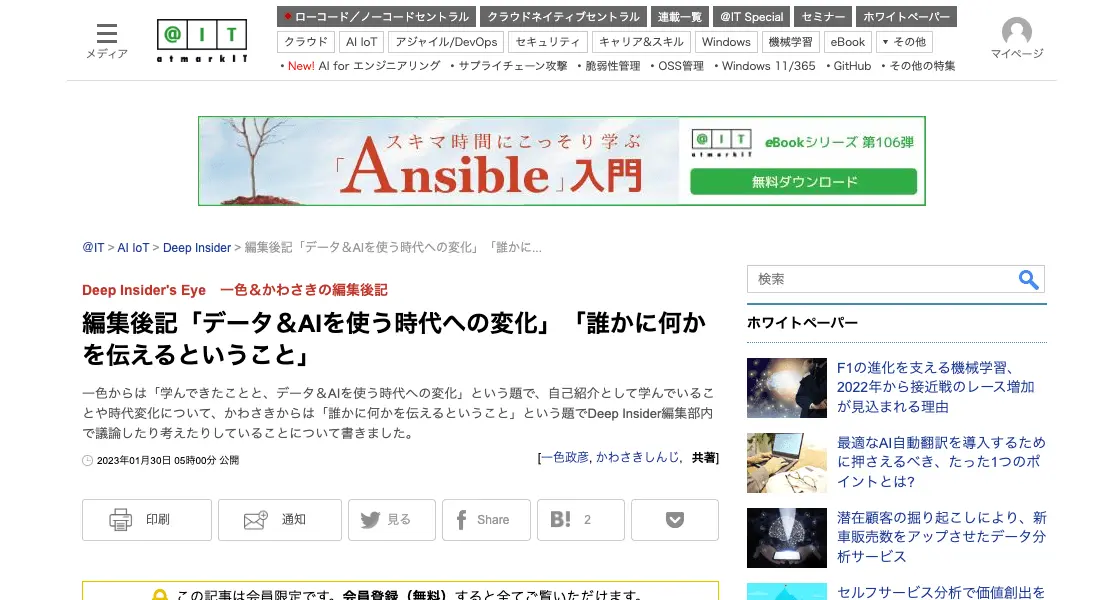 ローコード／ノーコードセントラル クラウドネイティブセントラル 連載一覧 @IT Special セミナー ホワイトペーパー
メディア
@IT
atmarkIT
クラウド AI IoT アジャイル/DevOps セキュリティ キャリア&スキル Windows 機械学習 eBook ▼ その他
マイページ
・New! AI for エンジニアリング ・サプライチェーン攻撃 ・脆弱性管理 ・OSS管理 ・Windows 11/365 ・GitHub ・その他の特集
スキマ時間にこっそり学ぶ
「Ansible」入門
@IT
atmarkIT
eBookシリーズ 第106弾
無料ダウンロード
@IT > AI IoT > Deep Insider > 編集後記「データ＆AIを使う時代への変化」「誰かに...
検索
Deep Insider's Eye　一色＆かわさきの編集後記
編集後記「データ＆AIを使う時代への変化」「誰かに何か
を伝えるということ」
一色からは「学んできたことと、データ＆AIを使う時代への変化」という題で、自己紹介として学んでいるこ
とや時代変化について、かわさきからは「誰かに何かを伝えるということ」という題でDeep Insider編集部内
で議論したり考えたりしていることについて書きました。
2023年01月30日 05時00分 公開
[一色政彦, かわさきしんじ，共著]
印刷 通知 見る Share B! 2
この記事は会員限定です。会員登録（無料）すると全てご覧いただけます。
ホワイトペーパー
F1の進化を支える機械学習、
2022年から接近戦のレース増加
が見込まれる理由
最適なAI自動翻訳を導入するため
に押さえるべき、たった1つのポ
イントとは?
潜在顧客の掘り起こしにより、新
車販売数をアップさせたデータ分
析サービス
セルフサービス分析で価値創出を